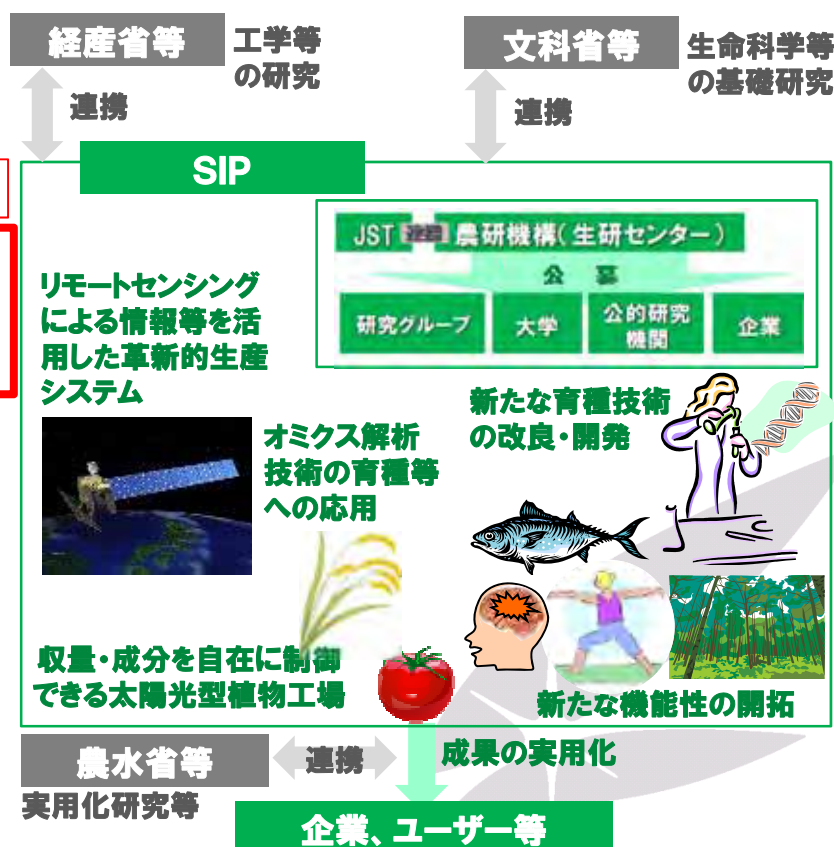 経産省等
工学等
の研究
文科省等
生命科学等
の基礎研究
連携
連携
SIP
JST 連携 農研機構(生研センター)
公募
研究グループ
大学
公的研究
機関
企業
リモートセンシング
による情報等を活
用した革新的生産
システム
新たな育種技術
の改良・開発
オミクス解析
技術の育種等
への応用
収量・成分を自在に制御
できる太陽光型植物工場
新たな機能性の開拓
農水省等
連携
成果の実用化
実用化研究等
企業、ユーザー等